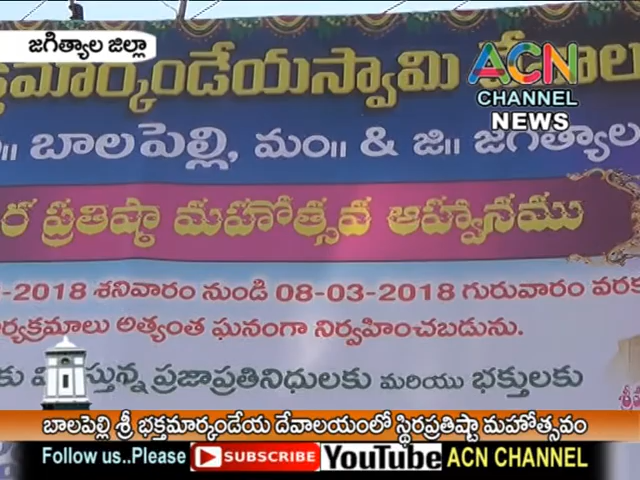 జగిత్యాల జిల్లా
ACN
CHANNEL
NEWS
మార్కండేయస్వామి
బాలపెల్లి, మం॥ & జి॥ జగిత్యాల
ప్రతిష్ఠా మహోత్సవ ఆహ్వానము
-2018 శనివారం నుండి 08-03-2018 గురువారం వరకు
అత్యంత ఘనంగా నిర్వహించబడును.
ప్రజాప్రతినిధులకు మరియు భక్తులకు
బాలపెల్లి శ్రీ భక్తమార్కండేయ దేవాలయంలో స్థిరప్రతిష్టా మహోత్సవం
Follow us..Please SUBSCRIBE YouTube ACN CHANNEL